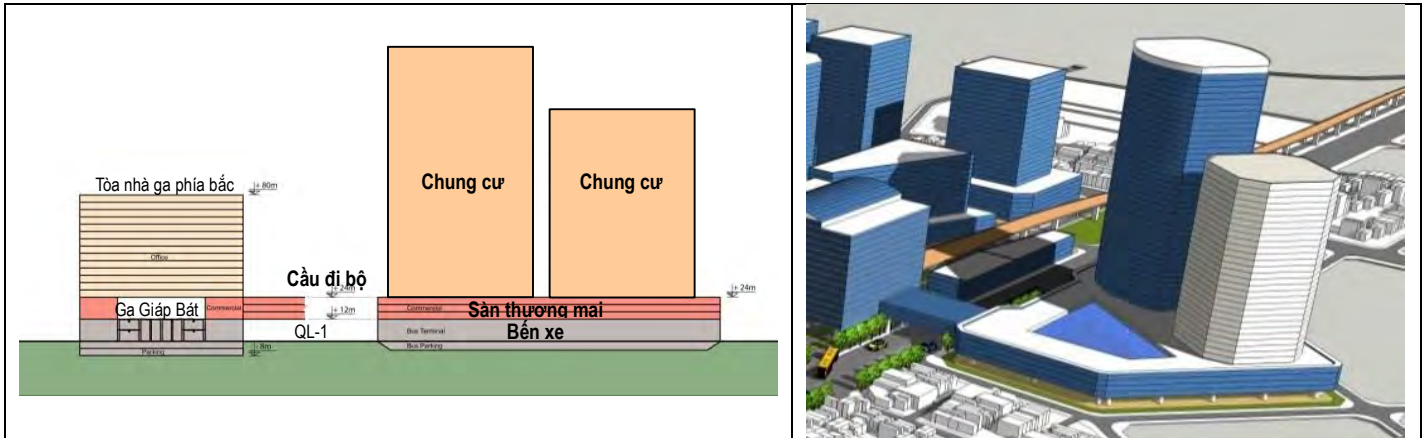 Chung cư
Chung cư
Tòa nhà ga phía bắc
+ 80m
Office
Cầu đi bộ
+ 24m
+ 24m
Ga Giáp Bát
Commercial
Commercial
Sàn thương mại
+ 12m
QL-1
Bus Terminal
Bến xe
Bus Parking
Parking
- 8m